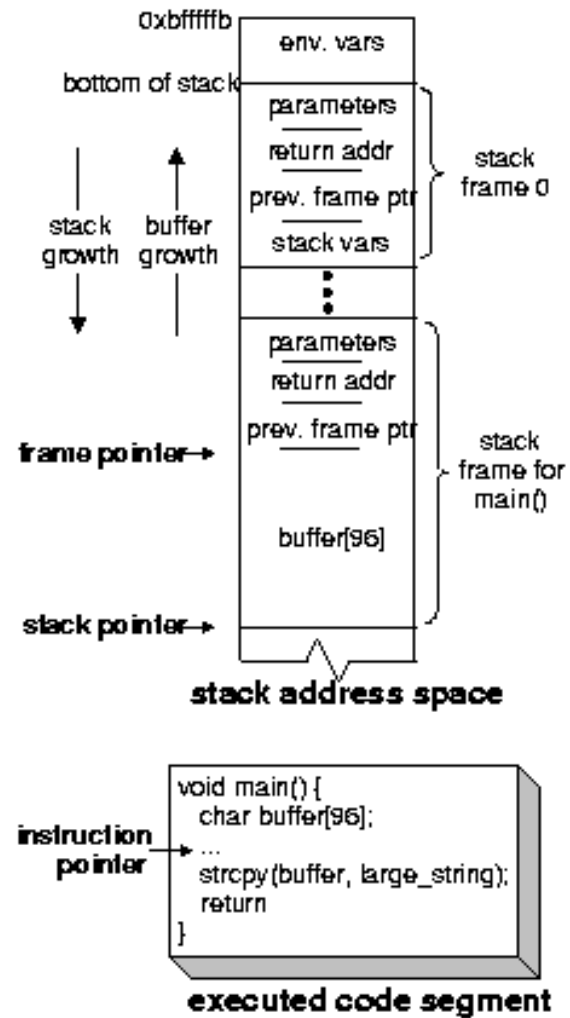 0xbfffffb
env. vars
bottom of stack
parameters
return addr
prev. frame ptr
stack vars
stack
frame 0
stack
growth
buffer
growth
parameters
return addr
prev. frame ptr
frame pointer
buffer[96]
stack
frame for
main()
stack pointer
stack address space
void main() {
char buffer[96];
instruction
pointer
...
strcpy(buffer, large_string);
return
}
executed code segment